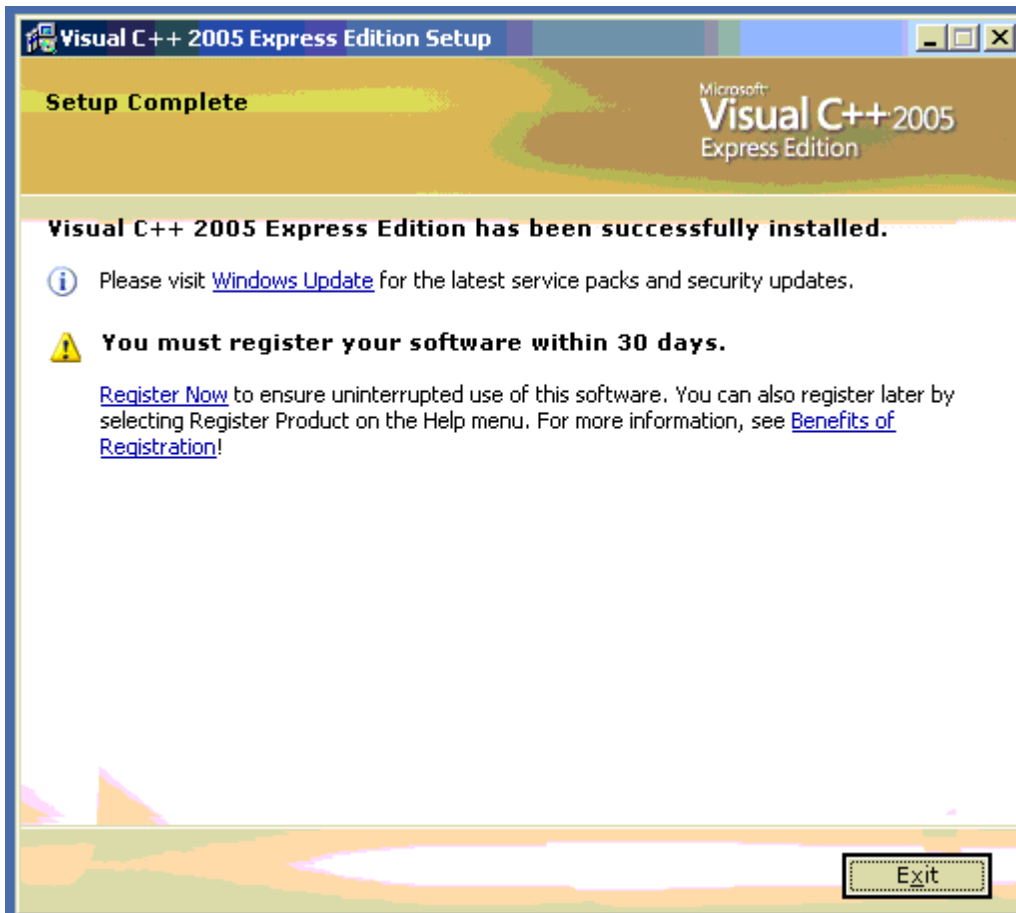 Visual C++ 2005 Express Edition Setup
Setup Complete
Microsoft
Visual C++ 2005
Express Edition
Visual C++ 2005 Express Edition has been successfully installed.
Please visit Windows Update for the latest service packs and security updates.
You must register your software within 30 days.
Register Now to ensure uninterrupted use of this software. You can also register later by
selecting Register Product on the Help menu. For more information, see Benefits of
Registration!
Exit